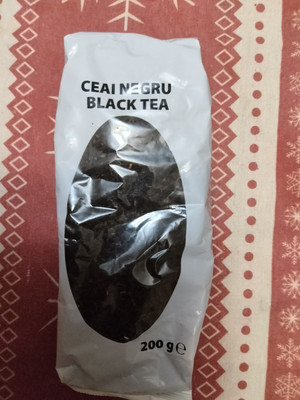 CEAI NEGRU
BLACK TEA
200 g ℮